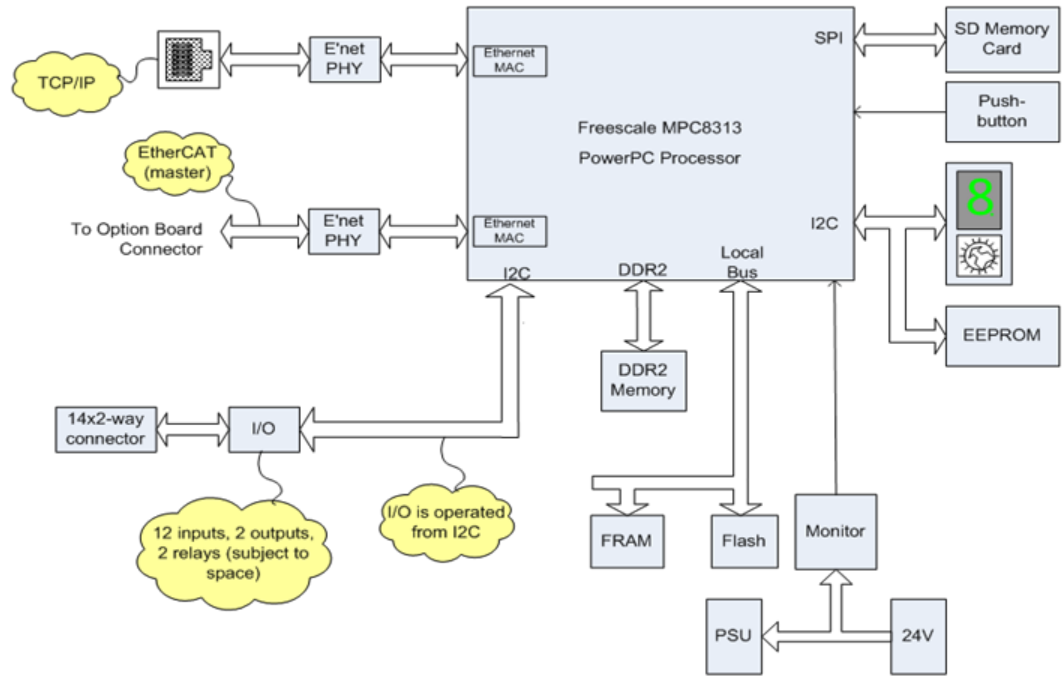 TCP/IP
E'net
PHY
Ethernet
MAC
SPI
SD Memory
Card
Push-
button
Freescale MPC8313
PowerPC Processor
EtherCAT
(master)
To Option Board
Connector
E'net
PHY
Ethernet
MAC
I2C
8
I2C
DDR2
Local
Bus
EEPROM
DDR2
Memory
14x2-way
connector
I/O
12 inputs, 2 outputs,
2 relays (subject to
space)
I/O is operated
from I2C
FRAM
Flash
Monitor
PSU
24V